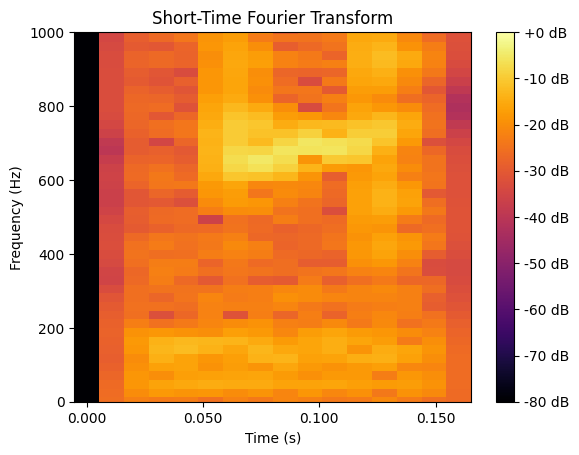 Short-Time Fourier Transform
1000
800
600
400
200
0
Frequency (Hz)
0.000
0.050
0.100
0.150
Time (s)
+0 dB
-10 dB
-20 dB
-30 dB
-40 dB
-50 dB
-60 dB
-70 dB
-80 dB